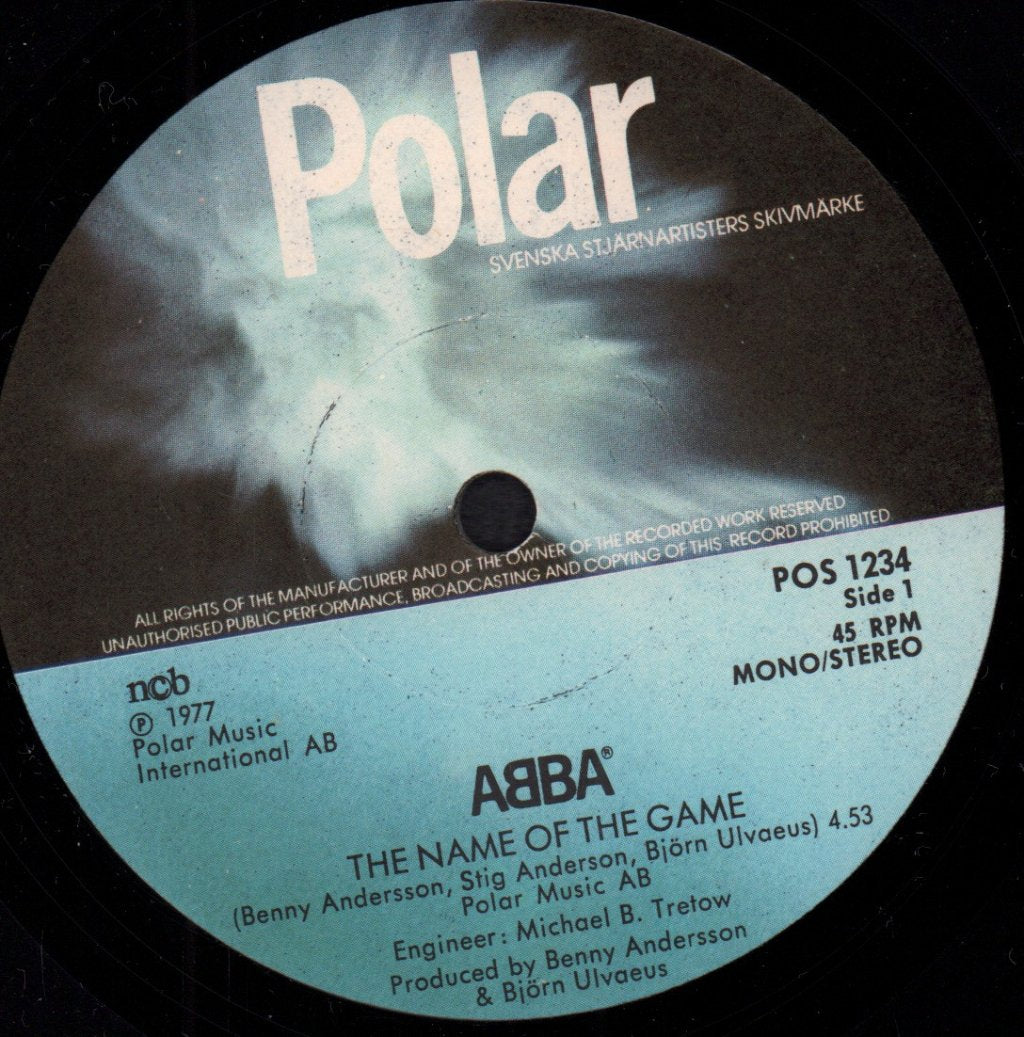 Polar
SVENSKA STJÄRNARTISTERS SKIVMÄRKE
ALL RIGHTS OF THE MANUFACTURER AND OF THE OWNER OF THE RECORDED WORK RESERVED
UNAUTHORISED PUBLIC PERFORMANCE, BROADCASTING AND COPYING OF THIS RECORD PROHIBITED
POS 1234
Side 1
45 RPM
MONO/STEREO
ncb
Ⓟ 1977
Polar Music
International AB
ABBA®
THE NAME OF THE GAME
(Benny Andersson, Stig Anderson, Björn Ulvaeus) 4.53
Polar Music AB
Engineer: Michael B. Tretow
Produced by Benny Andersson
& Björn Ulvaeus